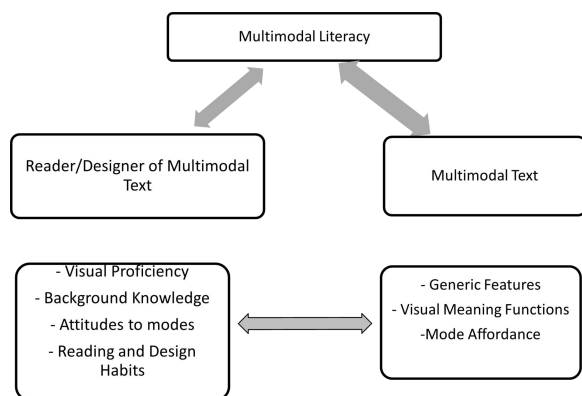 Multimodal Literacy
Reader/Designer of Multimodal
Text
Multimodal Text
- Visual Proficiency
- Background Knowledge
- Attitudes to modes
- Reading and Design
Habits
- Generic Features
- Visual Meaning Functions
-Mode Affordance